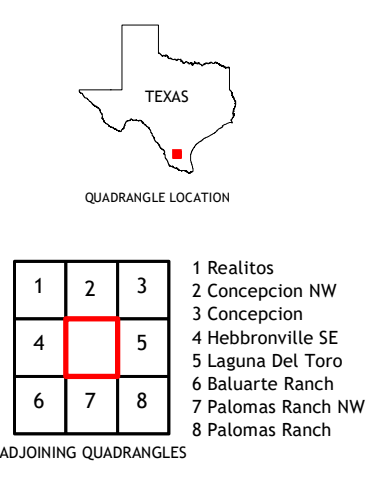 TEXAS
QUADRANGLE LOCATION
1 2 3
4 5
6 7 8
ADJOINING QUADRANGLES
1 Realitos
2 Concepcion NW
3 Concepcion
4 Hebbronville SE
5 Laguna Del Toro
6 Baluarte Ranch
7 Palomas Ranch NW
8 Palomas Ranch